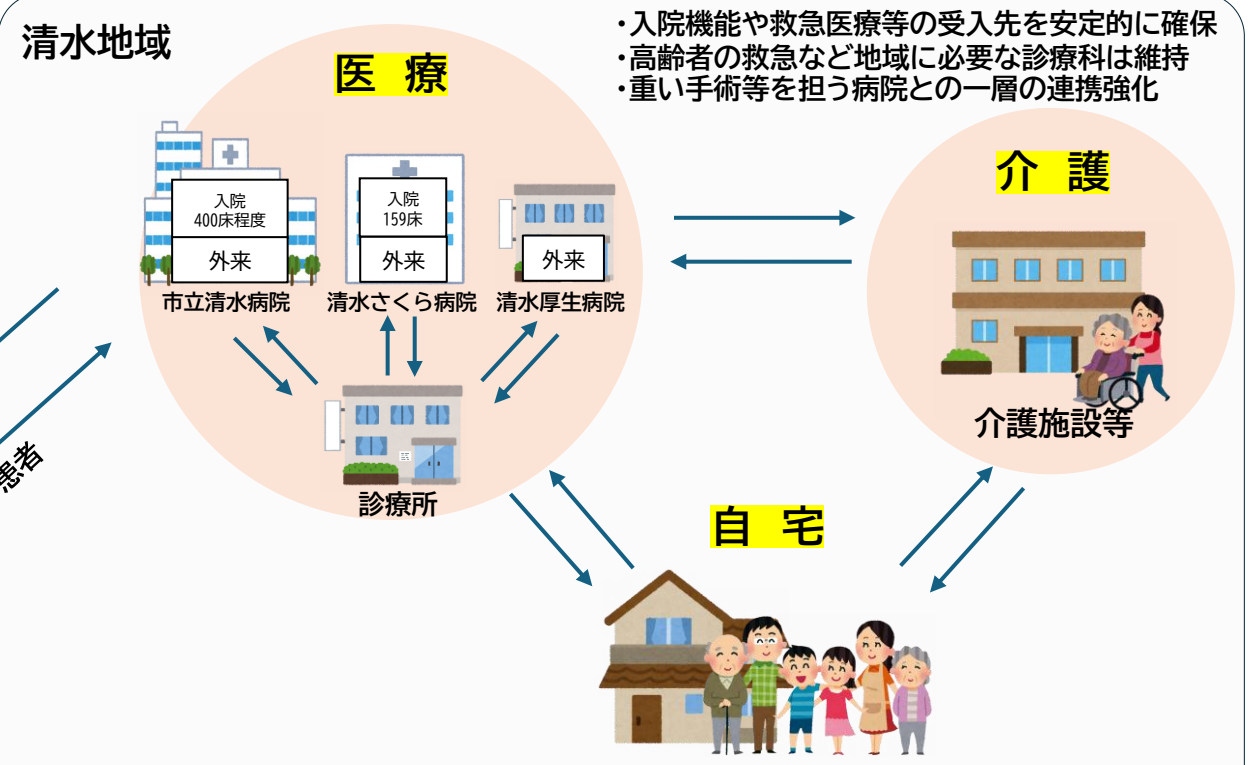 清水地域
・入院機能や救急医療等の受入先を安定的に確保
・高齢者の救急など地域に必要な診療科は維持
・重い手術等を担う病院との一層の連携強化
医 療
入院
400床程度
外来
市立清水病院
入院
159床
外来
清水さくら病院
外来
清水厚生病院
診療所
介 護
介護施設等
自 宅
患者